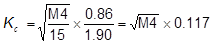 K_c = √(M4/15 × 0.86/1.90) = √M4 × 0.117